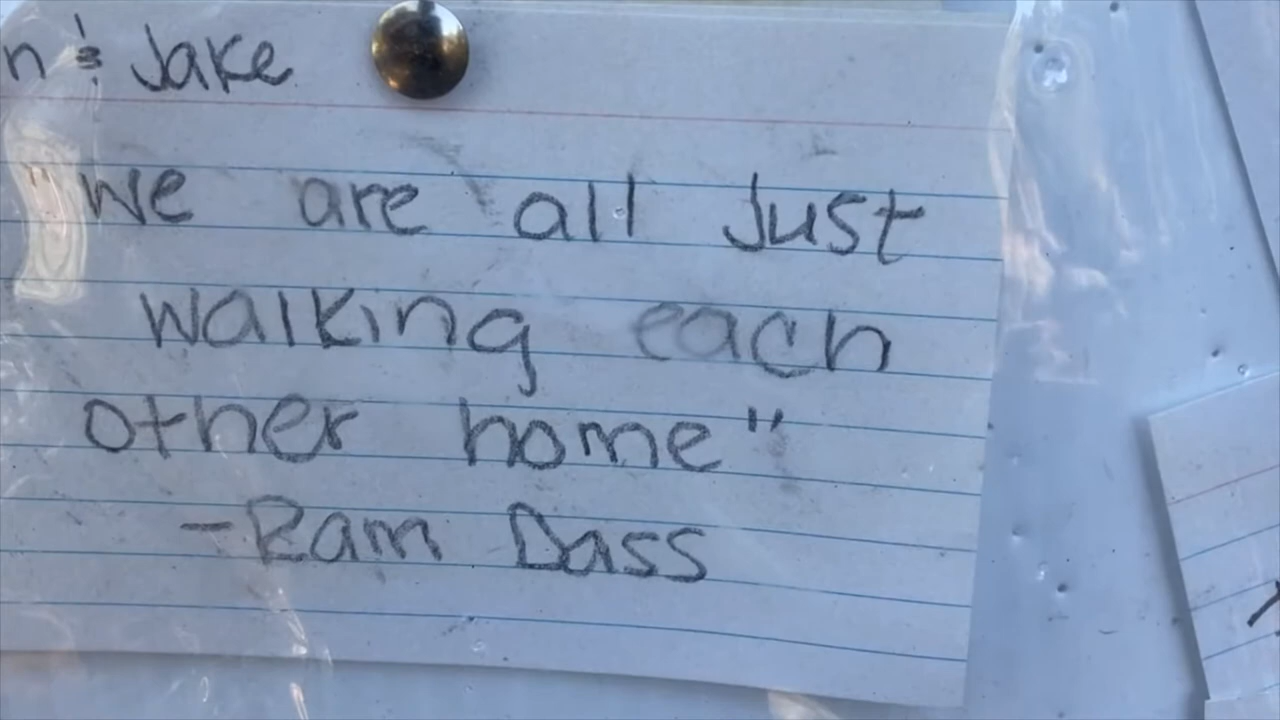 n & Jake
"We are all Just
walking each
other home"
-Ram Dass